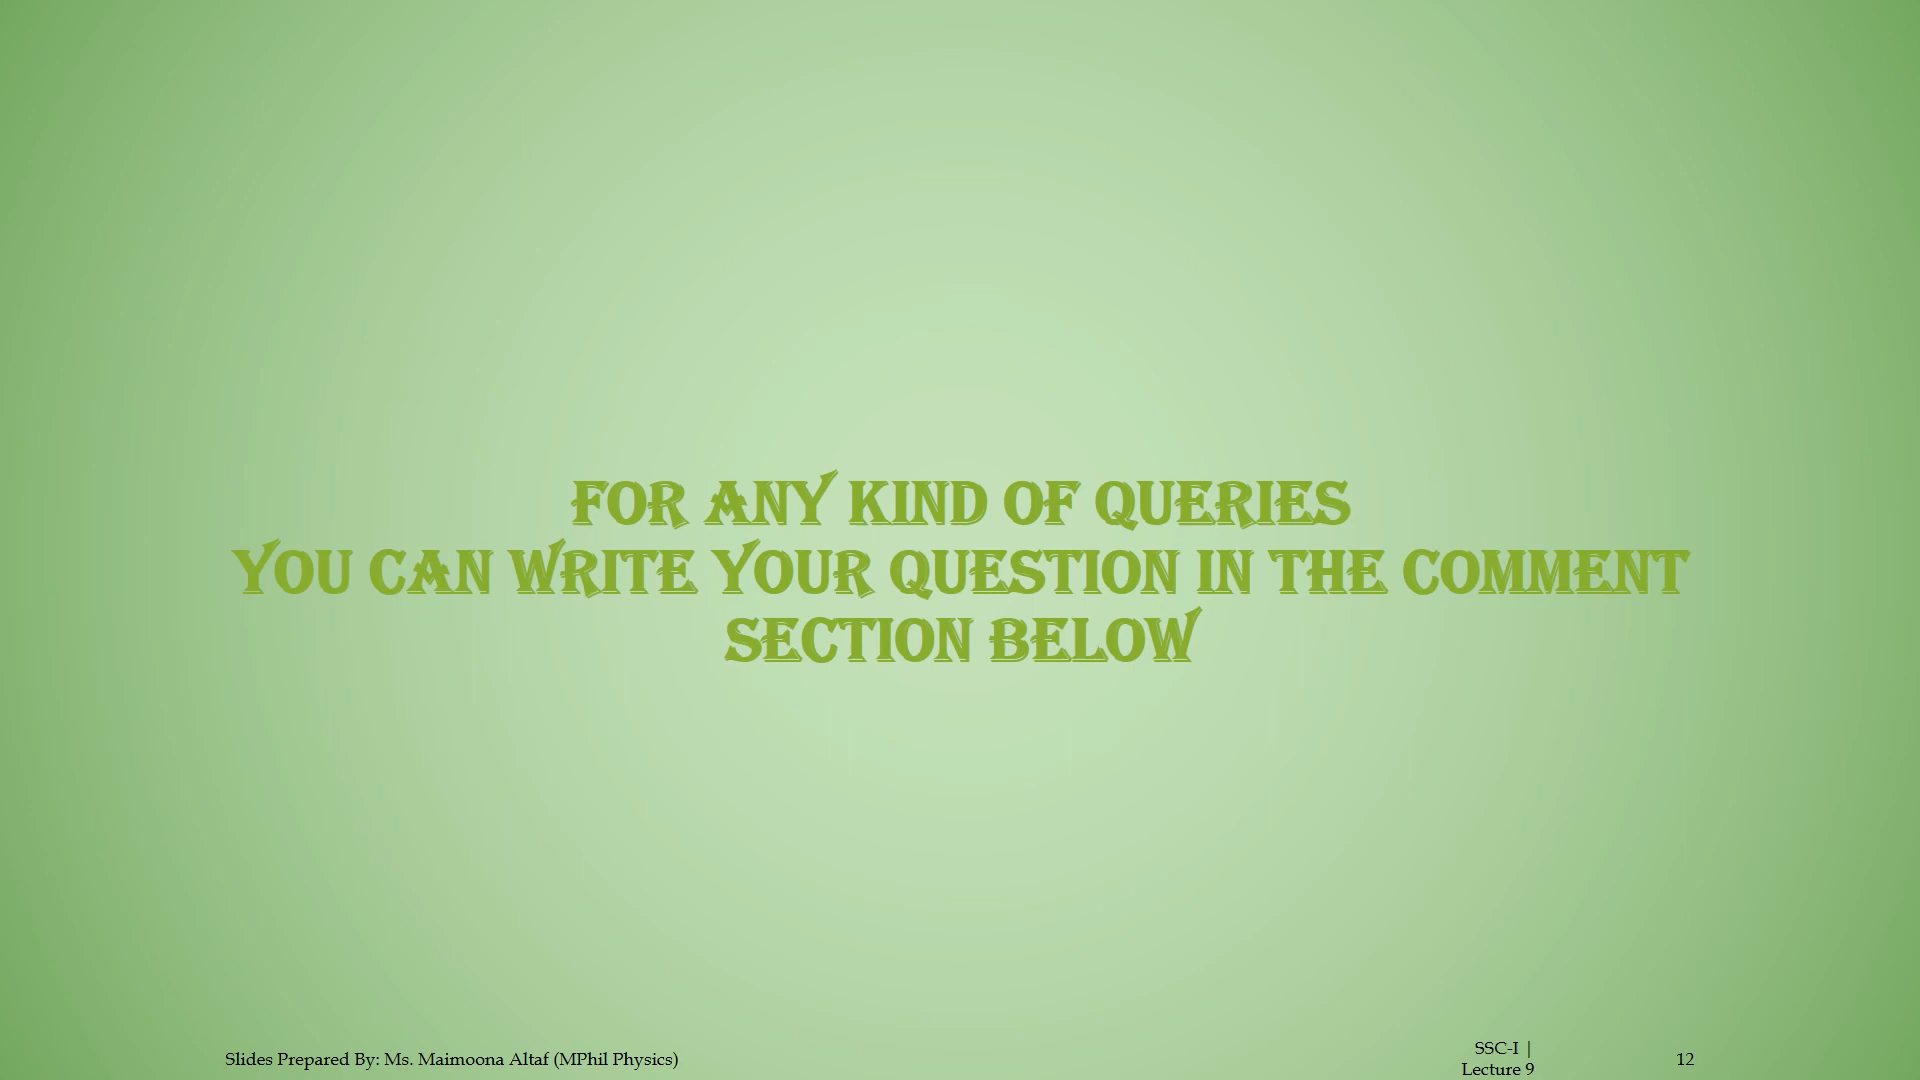 FOR ANY KIND OF QUERIES
YOU CAN WRITE YOUR QUESTION IN THE COMMENT
SECTION BELOW
Slides Prepared By: Ms. Maimoona Altaf (MPhil Physics)
SSC-I |
Lecture 9
12